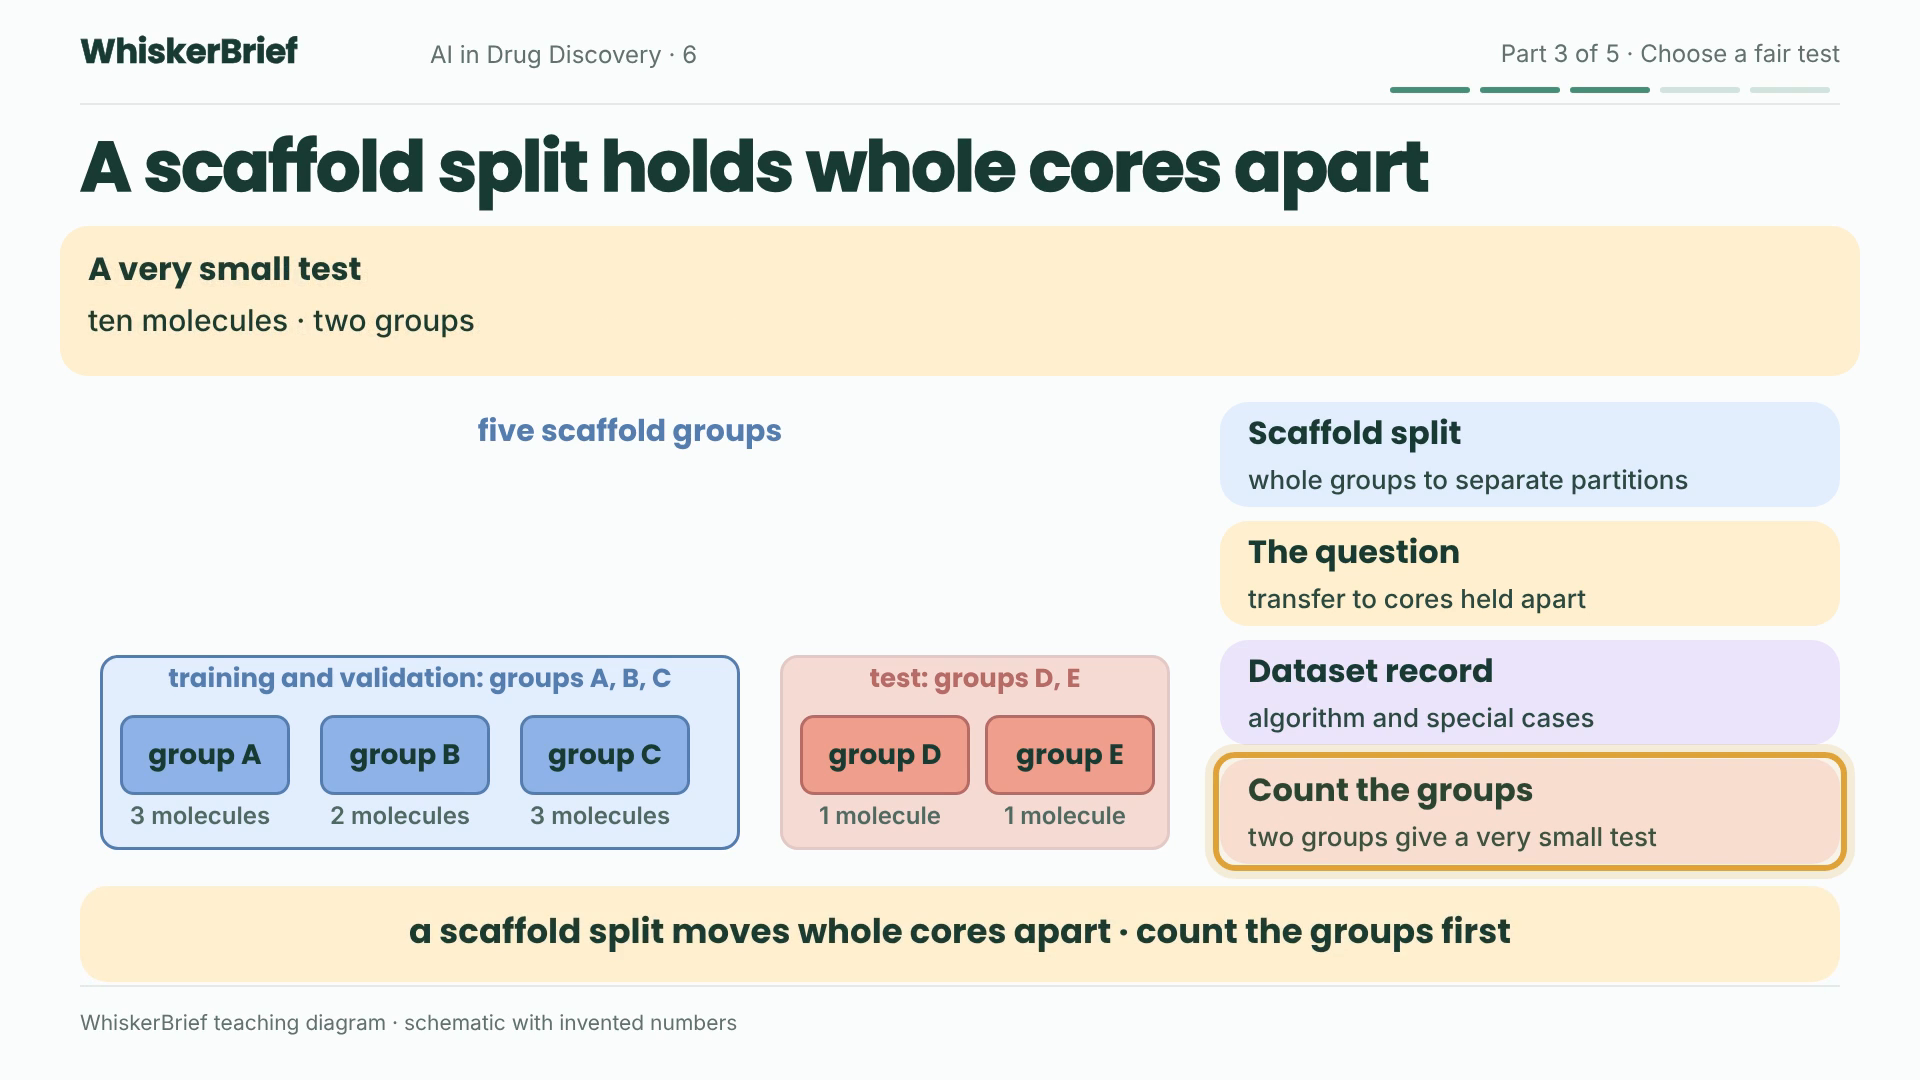 WhiskerBrief
AI in Drug Discovery · 6
Part 3 of 5 · Choose a fair test
A scaffold split holds whole cores apart
A very small test
ten molecules · two groups
five scaffold groups
training and validation: groups A, B, C
group A
group B
group C
3 molecules
2 molecules
3 molecules
test: groups D, E
group D
group E
1 molecule
1 molecule
Scaffold split
whole groups to separate partitions
The question
transfer to cores held apart
Dataset record
algorithm and special cases
Count the groups
two groups give a very small test
a scaffold split moves whole cores apart · count the groups first
WhiskerBrief teaching diagram · schematic with invented numbers